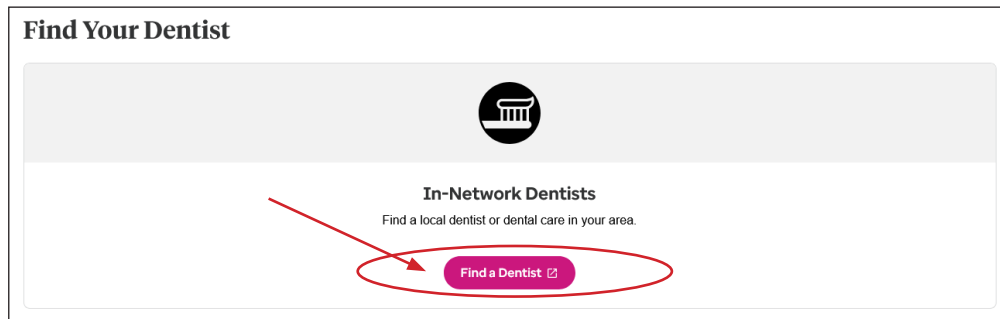 Find Your Dentist
In-Network Dentists
Find a local dentist or dental care in your area.
Find a Dentist